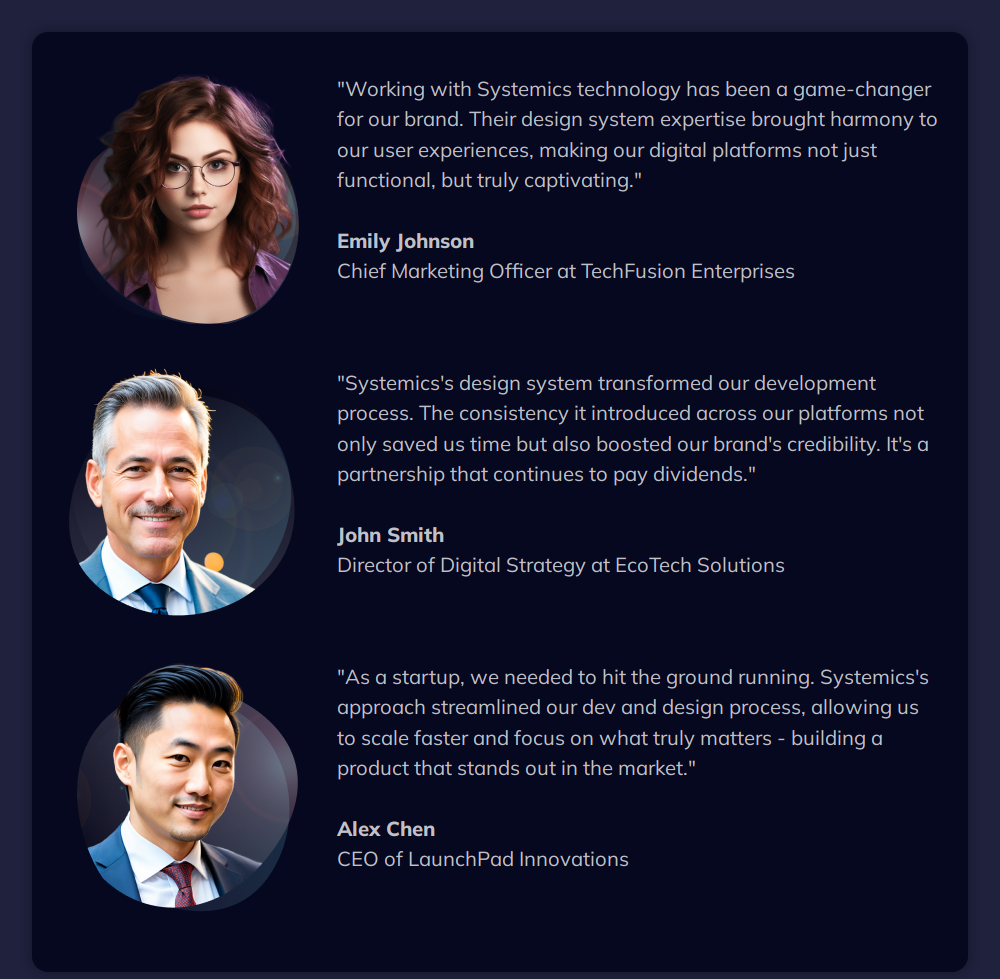 "Working with Systemics technology has been a game-changer
for our brand. Their design system expertise brought harmony to
our user experiences, making our digital platforms not just
functional, but truly captivating."
Emily Johnson
Chief Marketing Officer at TechFusion Enterprises
"Systemics's design system transformed our development
process. The consistency it introduced across our platforms not
only saved us time but also boosted our brand's credibility. It's a
partnership that continues to pay dividends."
John Smith
Director of Digital Strategy at EcoTech Solutions
"As a startup, we needed to hit the ground running. Systemics's
approach streamlined our dev and design process, allowing us
to scale faster and focus on what truly matters - building a
product that stands out in the market."
Alex Chen
CEO of LaunchPad Innovations